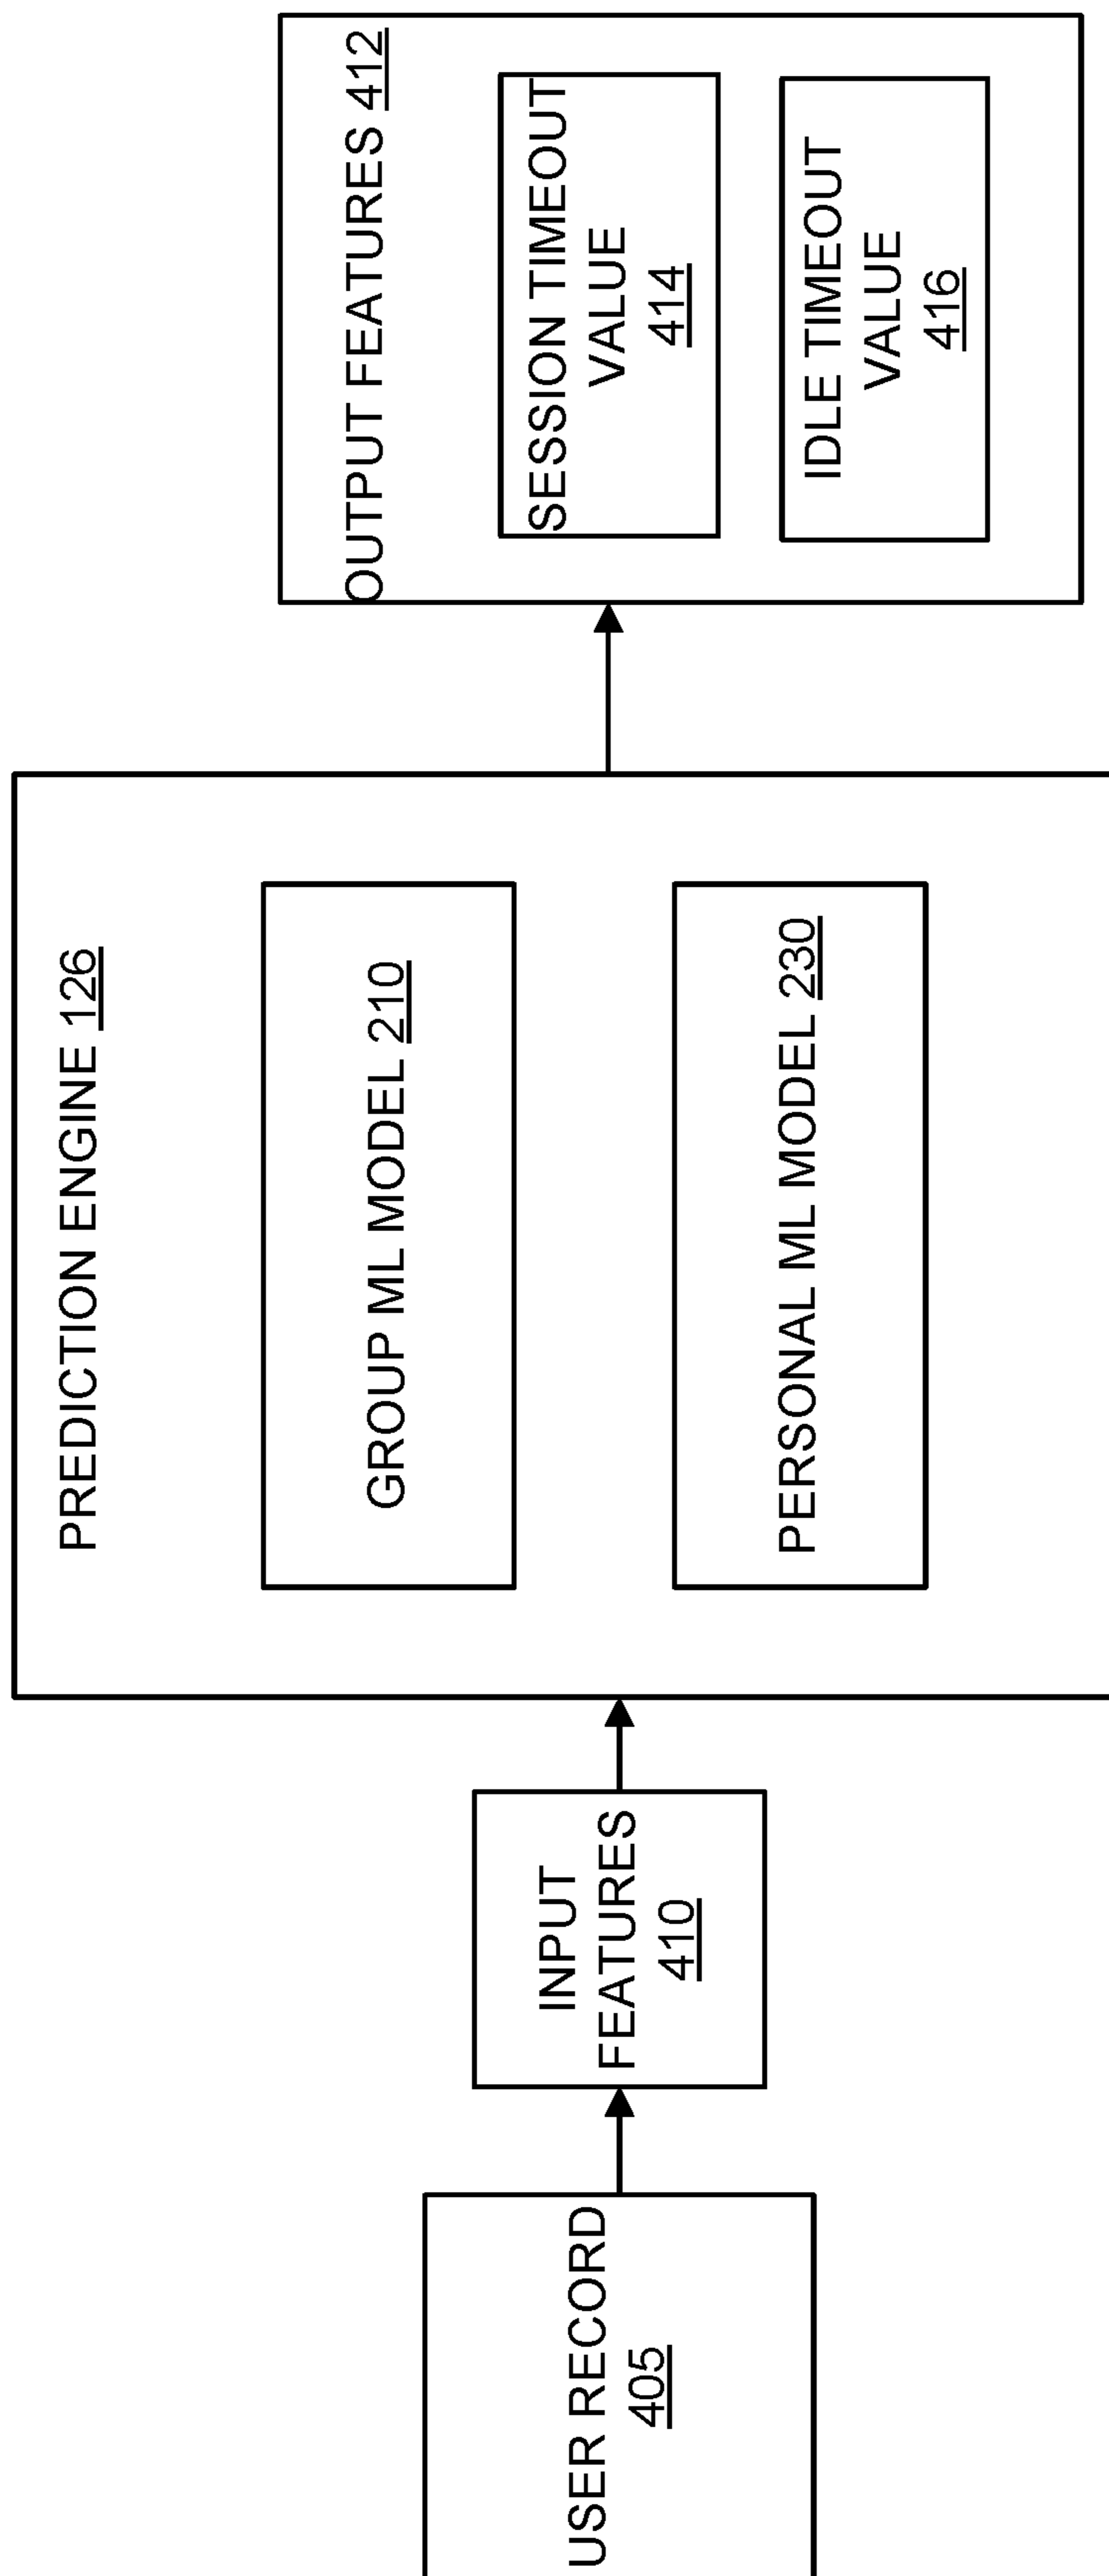 USER RECORD
405
INPUT
FEATURES
410
PREDICTION ENGINE 126
GROUP ML MODEL 210
PERSONAL ML MODEL 230
OUTPUT FEATURES 412
SESSION TIMEOUT
VALUE
414
IDLE TIMEOUT
VALUE
416